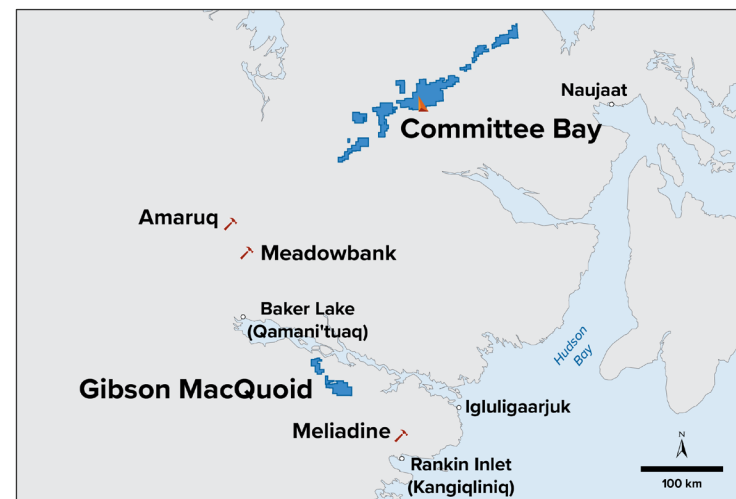 Naujaat
Committee Bay
Amaruq
Meadowbank
Baker Lake
(Qamani'tuaq)
Hudson
Bay
Gibson MacQuoid
Igluligaarjuk
Meliadine
N
Rankin Inlet
(Kangiqliniq)
100 km